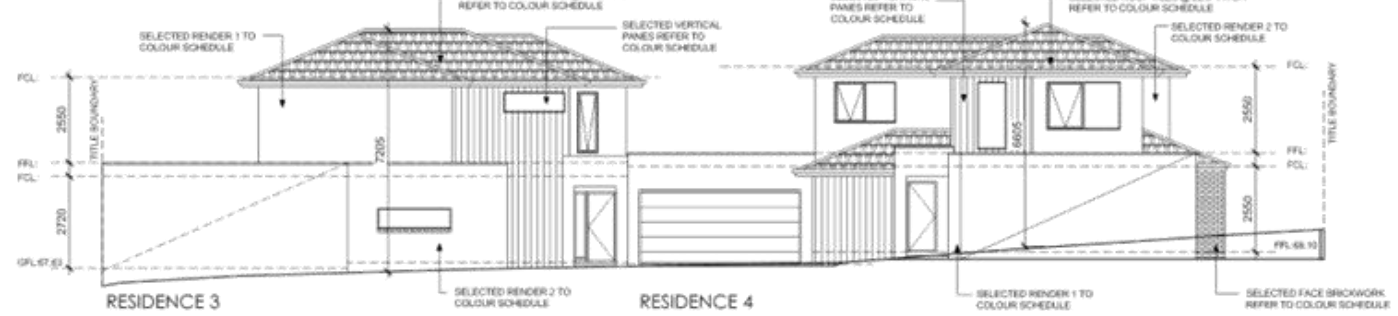 REFER TO COLOUR SCHEDULE
SELECTED RENDER 1 TO
COLOUR SCHEDULE
SELECTED VERTICAL
PANES REFER TO
COLOUR SCHEDULE
PANES REFER TO
COLOUR SCHEDULE
REFER TO COLOUR SCHEDULE
SELECTED RENDER 2 TO
COLOUR SCHEDULE
FCL:
2550
TITLE BOUNDARY
FFL:
FCL:
2720
GFL:67.63
7205
6605
FCL:
2550
TITLE BOUNDARY
FFL:
FCL:
2550
FFL:68.10
RESIDENCE 3
SELECTED RENDER 2 TO
COLOUR SCHEDULE
RESIDENCE 4
SELECTED RENDER 1 TO
COLOUR SCHEDULE
SELECTED FACE BRICKWORK
REFER TO COLOUR SCHEDULE